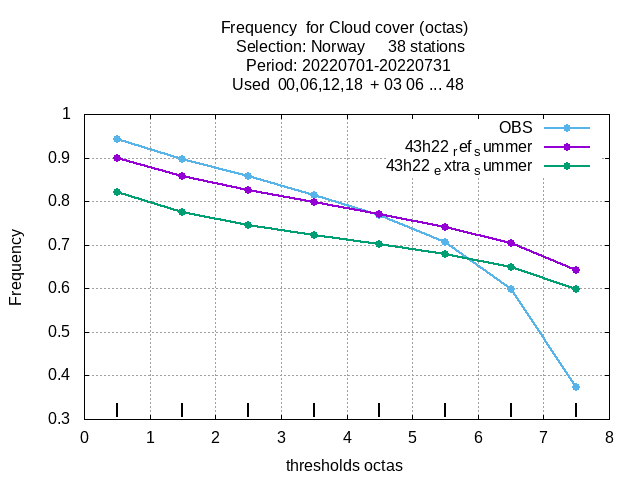 Frequency  for Cloud cover (octas)
Selection: Norway     38 stations
Period: 20220701-20220731
Used  00,06,12,18  + 03 06 ... 48
OBS
43h22 ref summer
43h22 extra summer
1
0.9
0.8
0.7
0.6
0.5
0.4
0.3
Frequency
0 1 2 3 4 5 6 7 8
thresholds octas